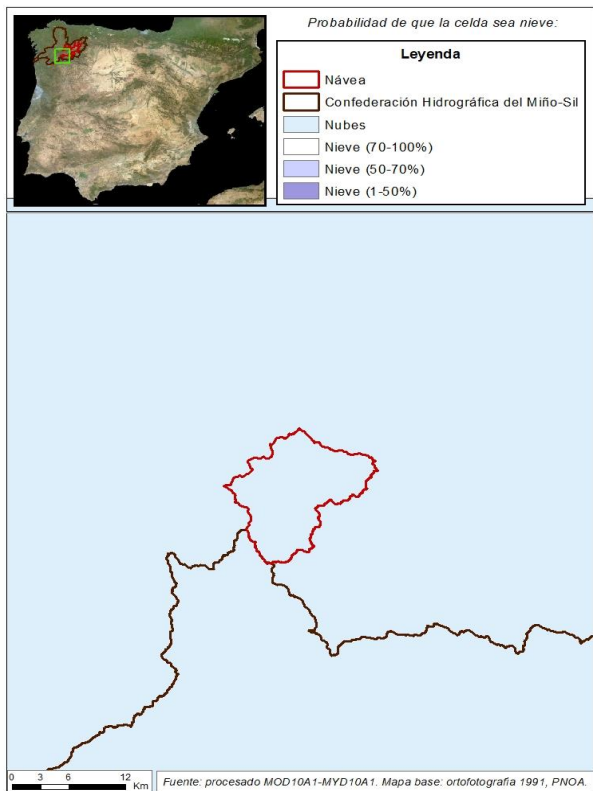 Probabilidad de que la celda sea nieve:
Leyenda
Návea
Confederación Hidrográfica del Miño-Sil
Nubes
Nieve (70-100%)
Nieve (50-70%)
Nieve (1-50%)
0 3 6 12
Km
Fuente: procesado MOD10A1-MYD10A1. Mapa base: ortofotografia 1991, PNOA.